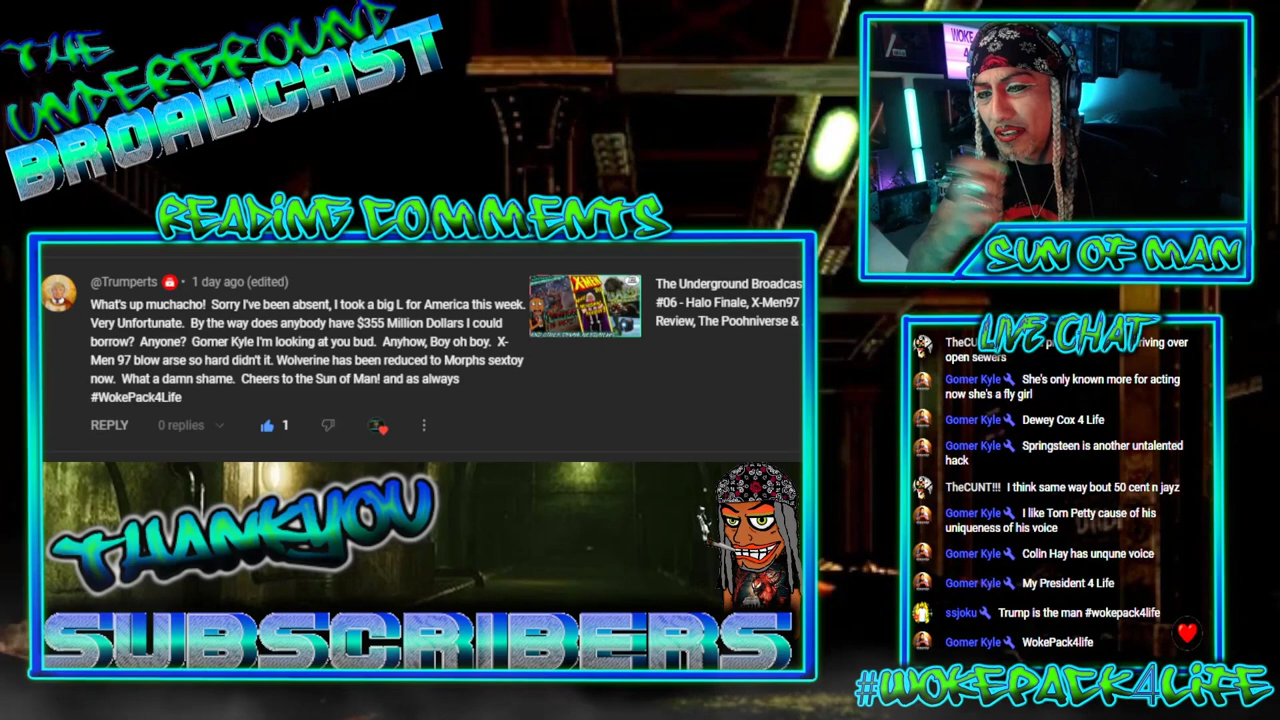 THE
UNDERGROUND
BROADCAST
WOKE
READING COMMENTS
@Trumperts 1 day ago (edited)
What's up muchacho! Sorry I've been absent, I took a big L for America this week.
Very Unfortunate. By the way does anybody have $355 Million Dollars I could
borrow? Anyone? Gomer Kyle I'm looking at you bud. Anyhow, Boy oh boy. X-
Men 97 blow arse so hard didn't it. Wolverine has been reduced to Morphs sextoy
now. What a damn shame. Cheers to the Sun of Man! and as always
#WokePack4Life
REPLY 0 replies 1
X-MEN
The Underground Broadcas
#06 - Halo Finale, X-Men97
Review, The Poohniverse &
THANKYOU
SUBSCRIBERS
SUN OF MAN
LIVE CHAT
riving over
open sewers
Gomer Kyle She's only known more for acting
now she's a fly girl
Gomer Kyle Dewey Cox 4 Life
Gomer Kyle Springsteen is another untalented
hack
TheCUNT!!! I think same way bout 50 cent n jayz
Gomer Kyle I like Tom Petty cause of his
uniqueness of his voice
Gomer Kyle Colin Hay has unqune voice
Gomer Kyle My President 4 Life
ssjoku Trump is the man #wokepack4life
Gomer Kyle WokePack4life
#WOKEPACK4LIFE